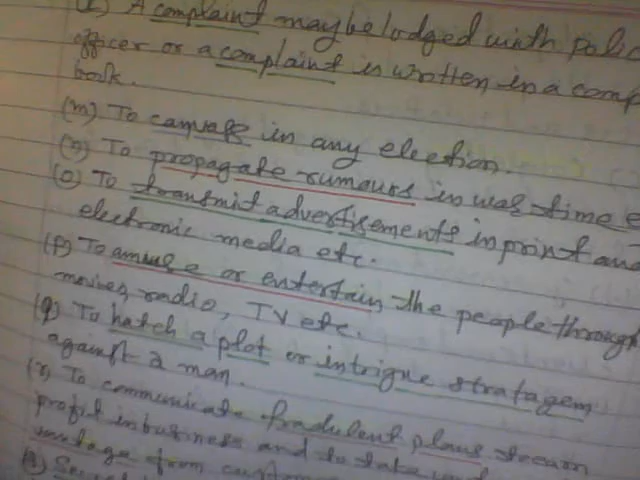 (l) A complaint may be lodged with polic
officer or a complaint is written in a comp
book.
(m) To canvass in any election.
(n) To propagate rumours in war-time e
(o) To transmit advertisements in print and
electronic media etc.
(p) To amuse or entertain, the people through
movies, radio, TV etc.
(q) To hatch a plot or intrigue stratagem
against a man.
(r) To communicate fradulent plans to earn
profit in business and to take
from